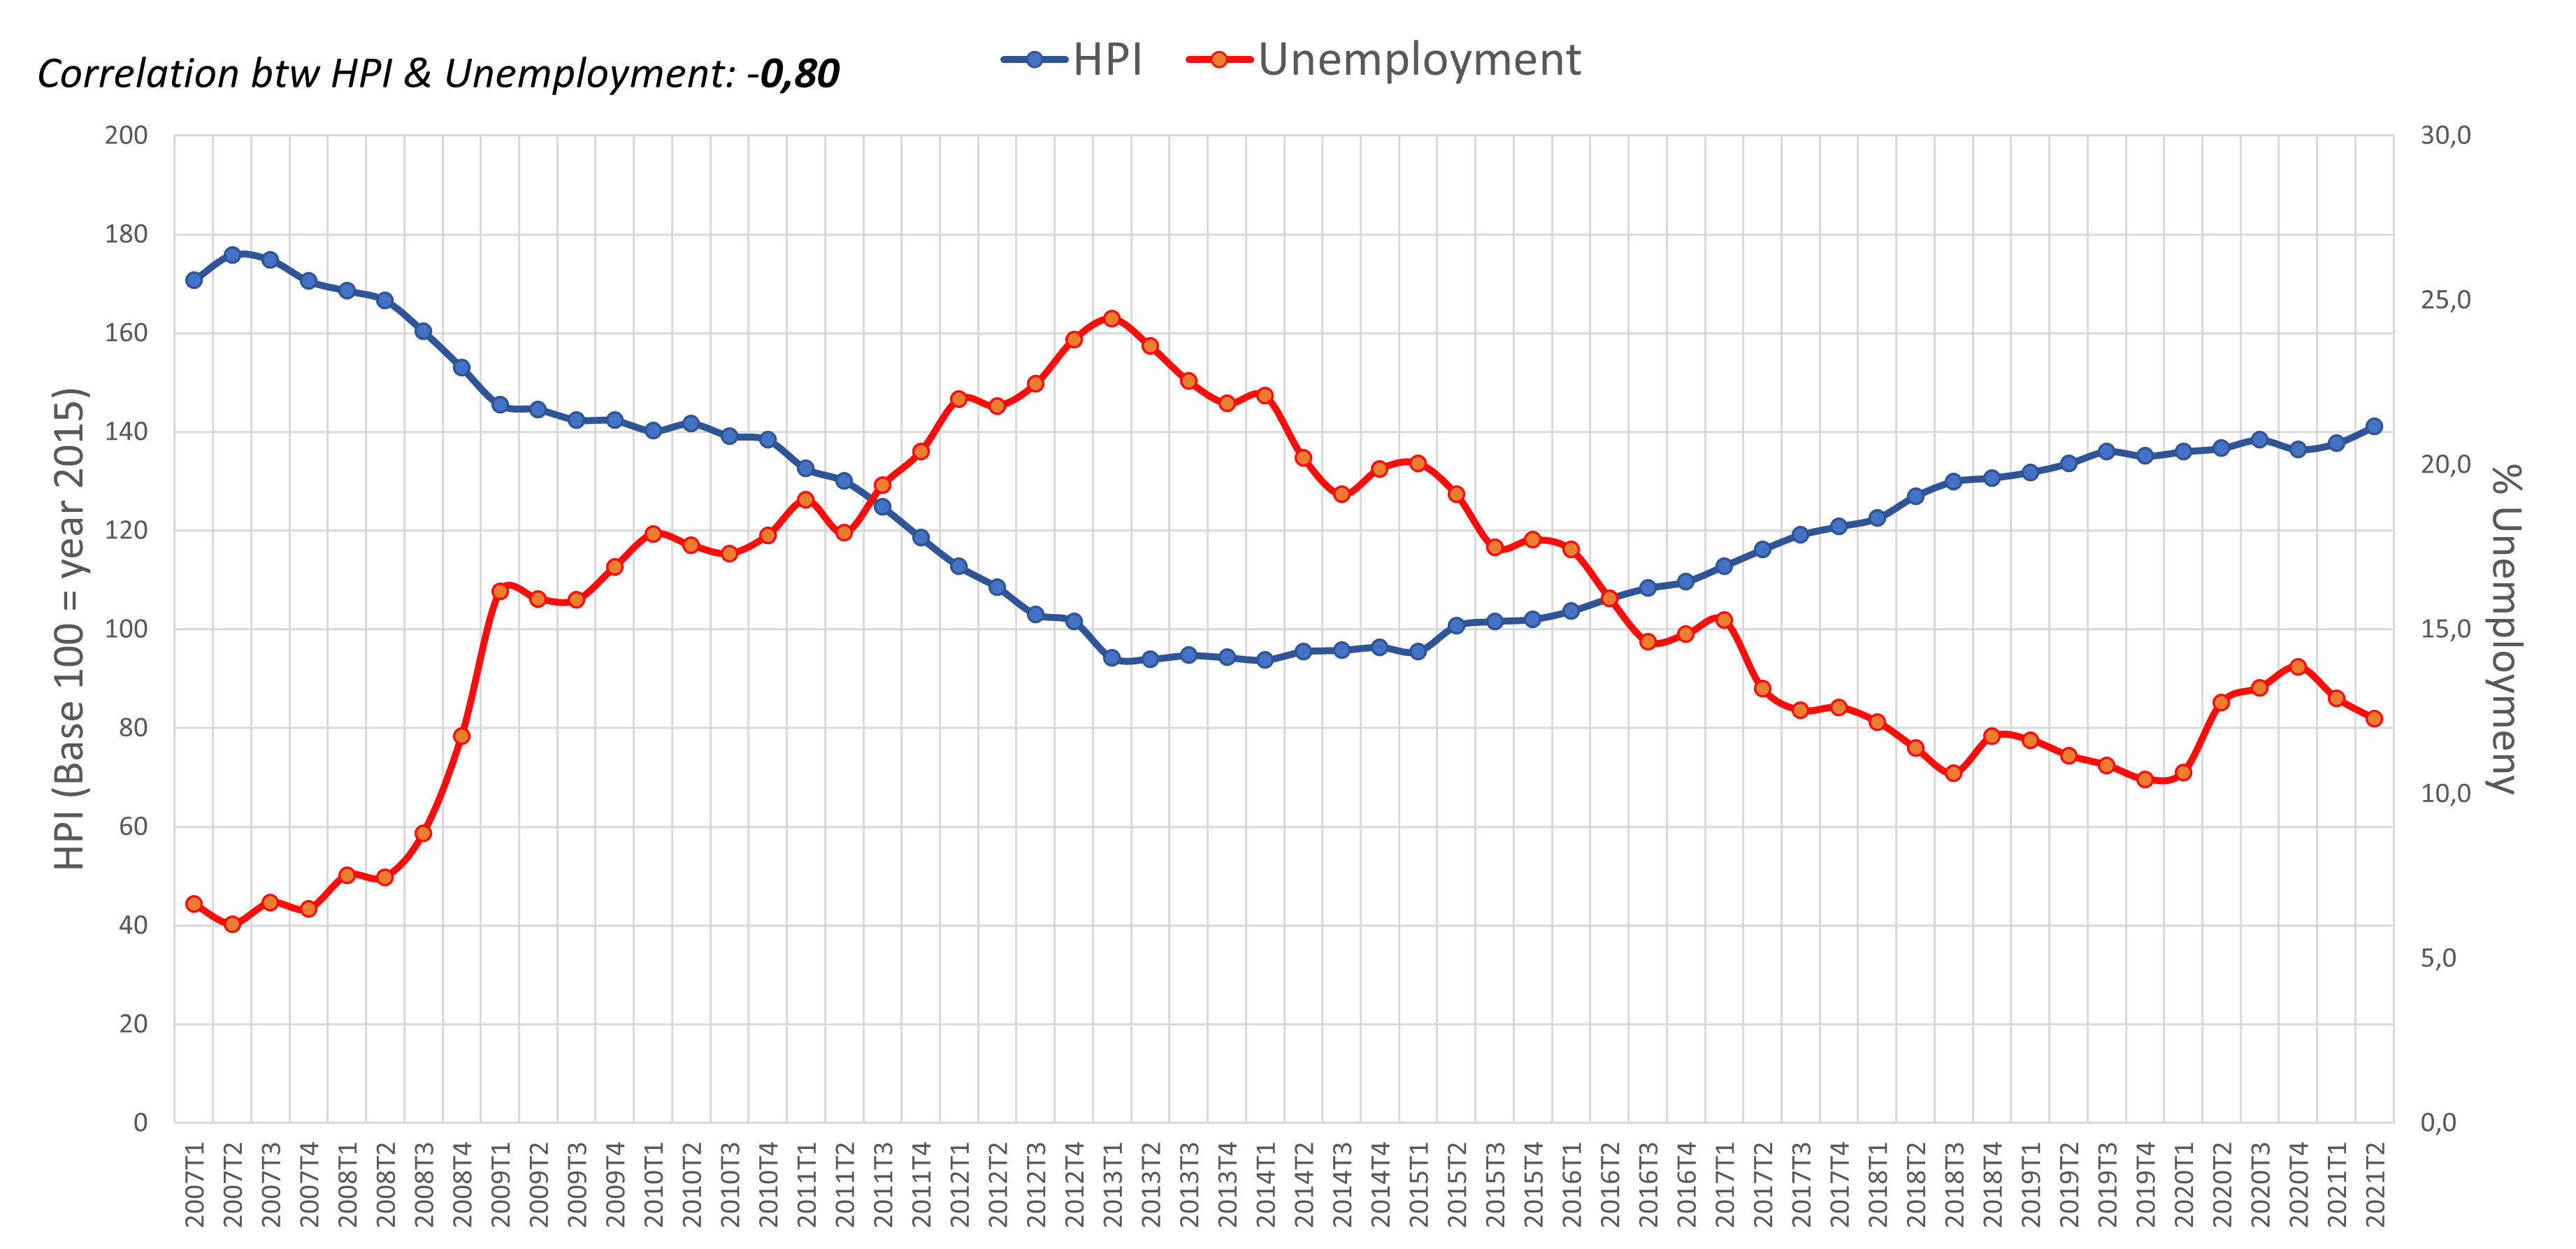 Correlation btw HPI & Unemployment: -0,80
HPI
Unemployment
HPI (Base 100 = year 2015)
200
180
160
140
120
100
80
60
40
20
0
30,0
25,0
20,0
15,0
10,0
5,0
0,0
% Unemploymeny
2007T1
2007T2
2007T3
2007T4
2008T1
2008T2
2008T3
2008T4
2009T1
2009T2
2009T3
2009T4
2010T1
2010T2
2010T3
2010T4
2011T1
2011T2
2011T3
2011T4
2012T1
2012T2
2012T3
2012T4
2013T1
2013T2
2013T3
2013T4
2014T1
2014T2
2014T3
2014T4
2015T1
2015T2
2015T3
2015T4
2016T1
2016T2
2016T3
2016T4
2017T1
2017T2
2017T3
2017T4
2018T1
2018T2
2018T3
2018T4
2019T1
2019T2
2019T3
2019T4
2020T1
2020T2
2020T3
2020T4
2021T1
2021T2